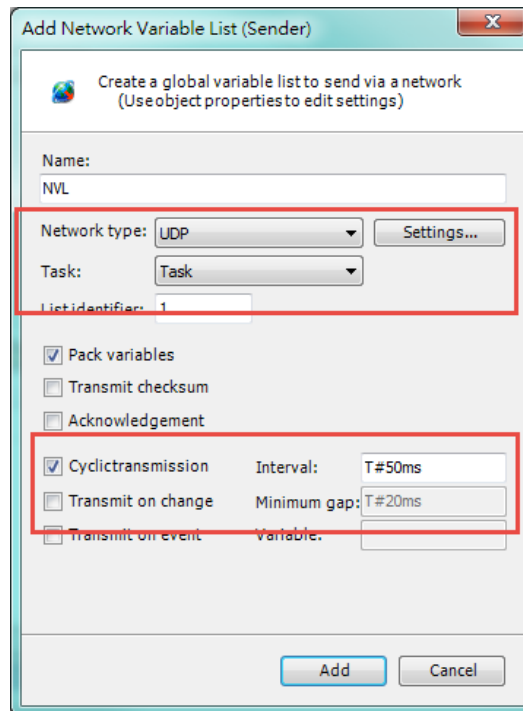 Add Network Variable List (Sender)
Create a global variable list to send via a network
(Use object properties to edit settings)
Name:
NVL
Network type: UDP Settings...
Task: Task
List identifier: 1
Pack variables
Transmit checksum
Acknowledgement
Cyclictransmission Interval: T#50ms
Transmit on change Minimum gap: T#20ms
Transmit on event Variable:
Add Cancel